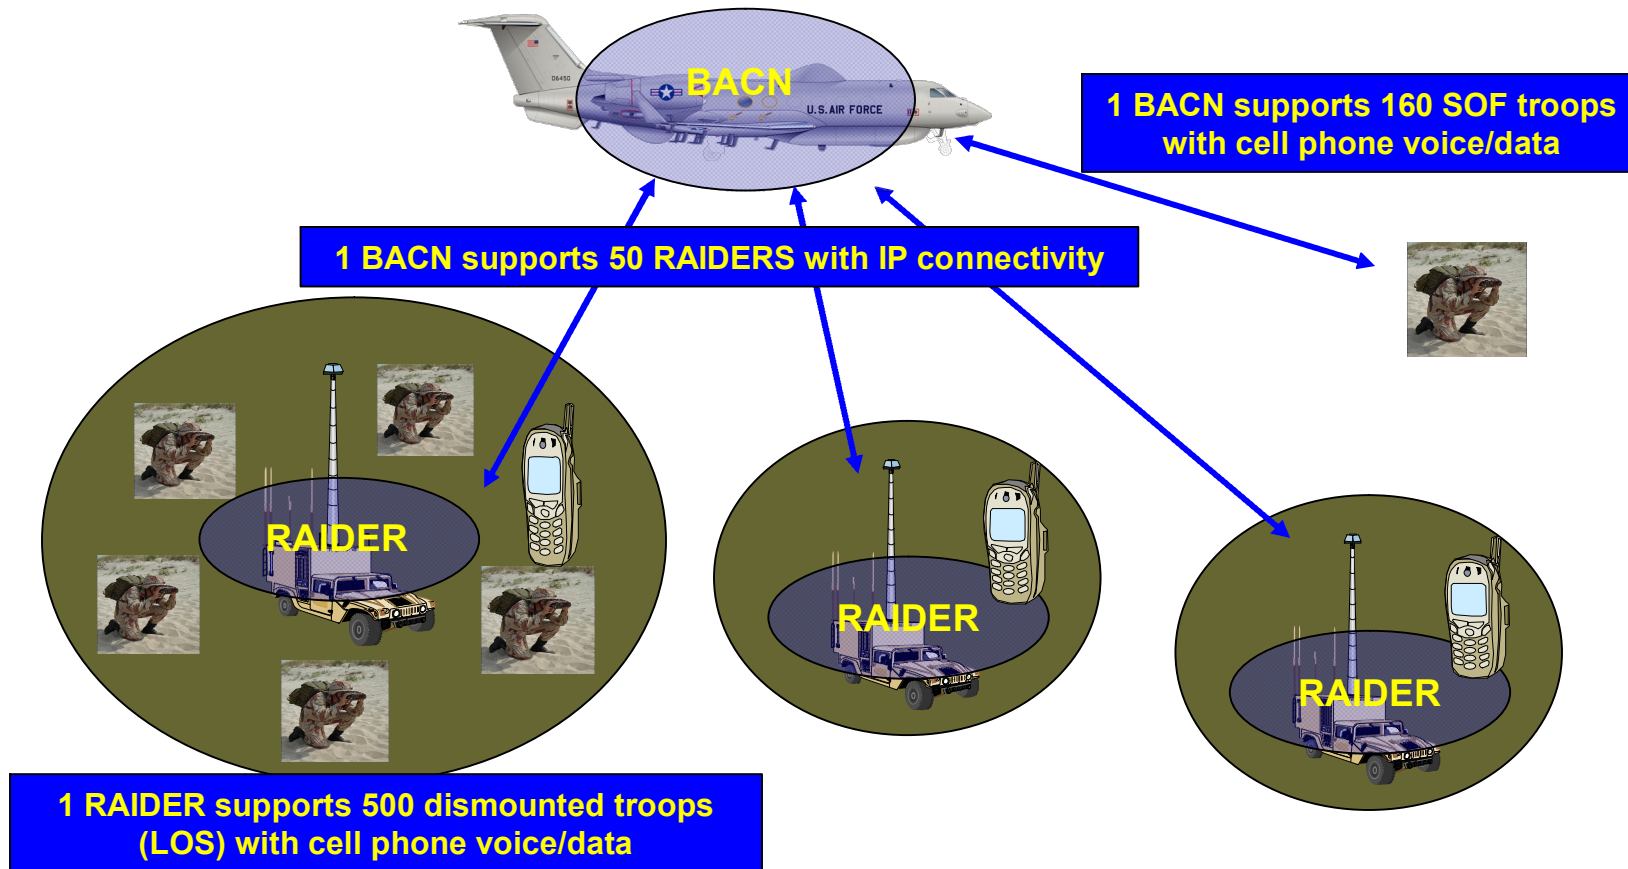 BACN
U.S. AIR FORCE
06450
1 BACN supports 160 SOF troops
with cell phone voice/data
1 BACN supports 50 RAIDERS with IP connectivity
RAIDER
RAIDER
RAIDER
1 RAIDER supports 500 dismounted troops
(LOS) with cell phone voice/data